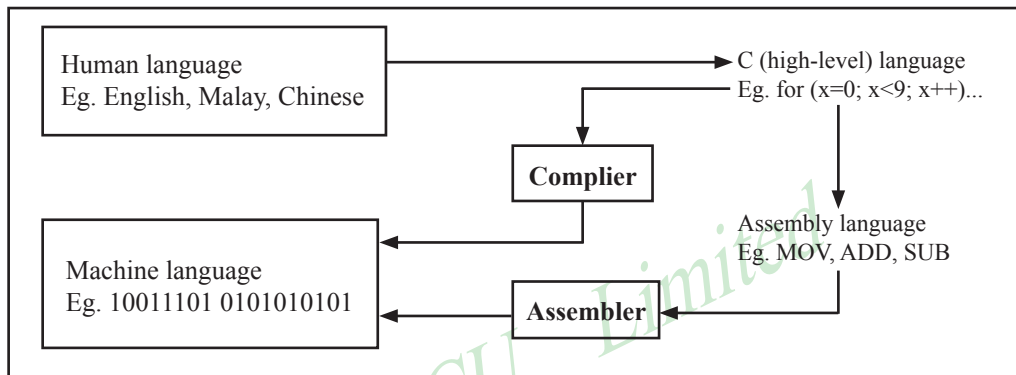 Human language
Eg. English, Malay, Chinese
C (high-level) language
Eg. for (x=0; x<9; x++)...
Complier
Assembly language
Eg. MOV, ADD, SUB
Machine language
Eg. 10011101 0101010101
Assembler
Limited